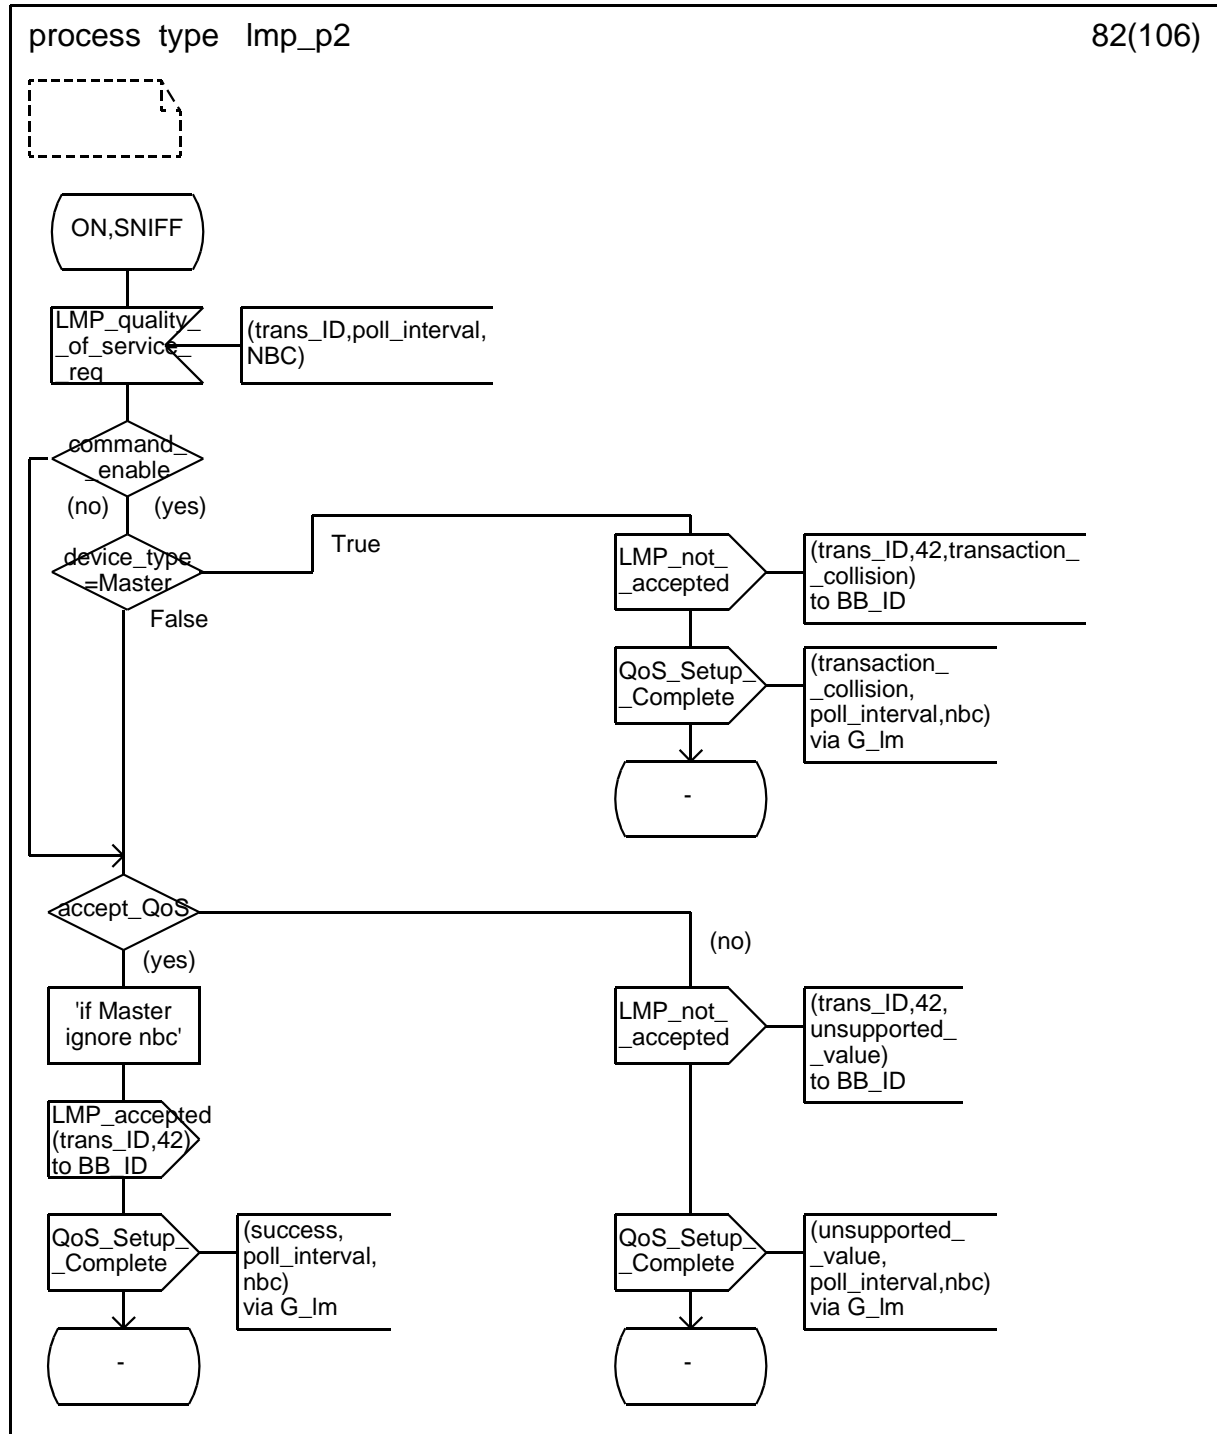 process type lmp_p2
82(106)
ON,SNIFF
LMP_quality_
_of_service_
_req
(trans_ID,poll_interval,
NBC)
command_
_enable
(no)
(yes)
device_type
=Master
True
False
LMP_not_
_accepted
(trans_ID,42,transaction_
_collision)
to BB_ID
QoS_Setup_
_Complete
(transaction_
_collision,
poll_interval,nbc)
via G_lm
-
accept_QoS
(yes)
(no)
'if Master
ignore nbc'
LMP_not_
_accepted
(trans_ID,42,
unsupported_
_value)
to BB_ID
LMP_accepted
(trans_ID,42)
to BB_ID
QoS_Setup_
_Complete
(success,
poll_interval,
nbc)
via G_lm
QoS_Setup_
_Complete
(unsupported_
_value,
poll_interval,nbc)
via G_lm
-
-